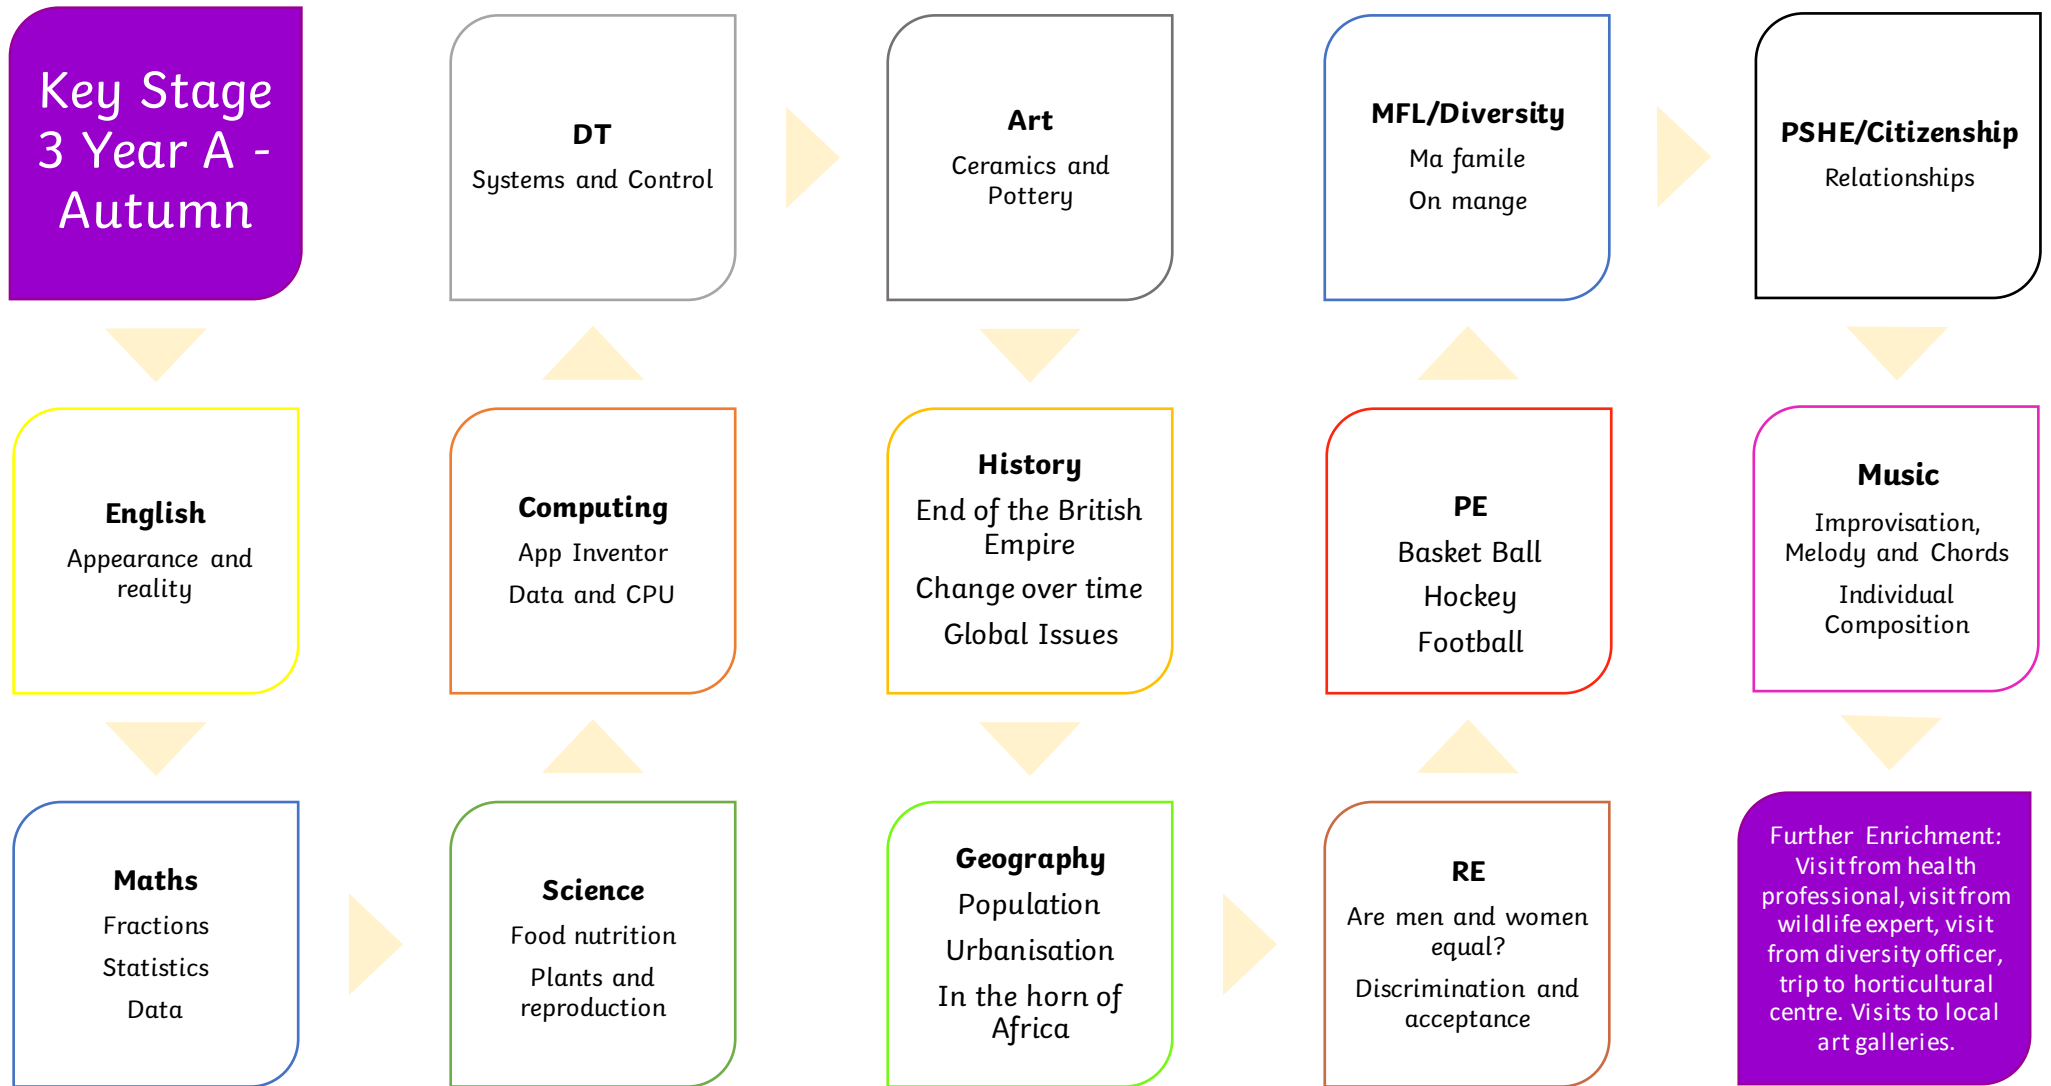 Key Stage
3 Year A -
Autumn
English
Appearance and
reality
Maths
Fractions
Statistics
Data
Science
Food nutrition
Plants and
reproduction
Computing
App Inventor
Data and CPU
DT
Systems and Control
Art
Ceramics and
Pottery
History
End of the British
Empire
Change over time
Global Issues
Geography
Population
Urbanisation
In the horn of
Africa
RE
Are men and women
equal?
Discrimination and
acceptance
PE
Basket Ball
Hockey
Football
MFL/Diversity
Ma famile
On mange
PSHE/Citizenship
Relationships
Music
Improvisation,
Melody and Chords
Individual
Composition
Further Enrichment:
Visit from health
professional, visit from
wildlife expert, visit
from diversity officer,
trip to horticultural
centre. Visits to local
art galleries.